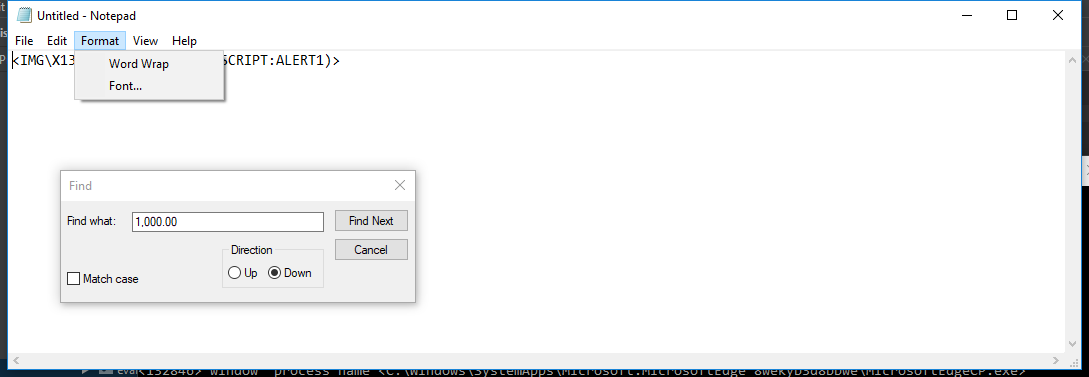 Untitled - Notepad
File Edit Format View Help
<IMG\X13 SCRIPT:ALERT1)>
Word Wrap
Font...
Find
Find what: 1,000.00 Find Next
Direction Cancel
Match case Up Down
eval<132846> window process name <C:\Windows\SystemApps\Microsoft.MicrosoftEdge_8wekyb3d8bbwe\MicrosoftEdgeCP.exe>